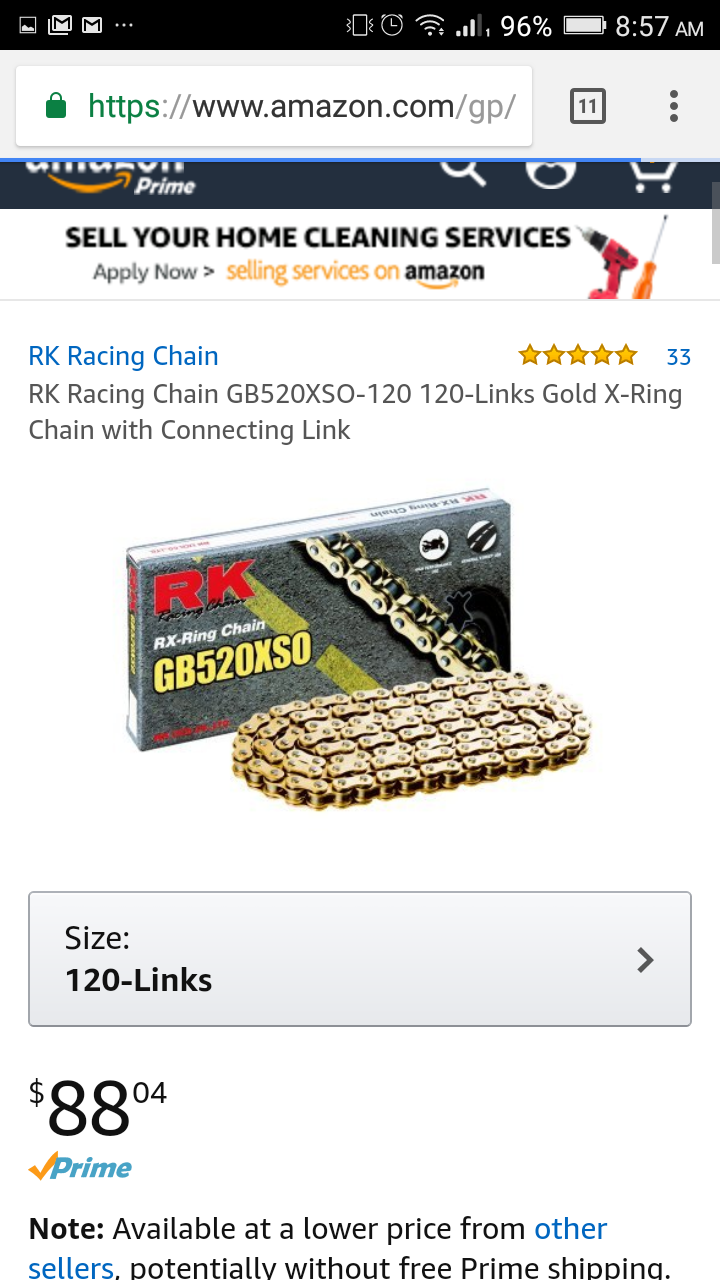 96% 8:57 AM
https://www.amazon.com/gp/
11
amazon
Prime
SELL YOUR HOME CLEANING SERVICES
Apply Now > selling services on amazon
RK Racing Chain 33
RK Racing Chain GB520XSO-120 120-Links Gold X-Ring
Chain with Connecting Link
RX-Ring Chain RK
RK
Racing Chain
RX-Ring Chain
GB520XSO
Size:
120-Links
$8804
Prime
Note: Available at a lower price from other
sellers, potentially without free Prime shipping.